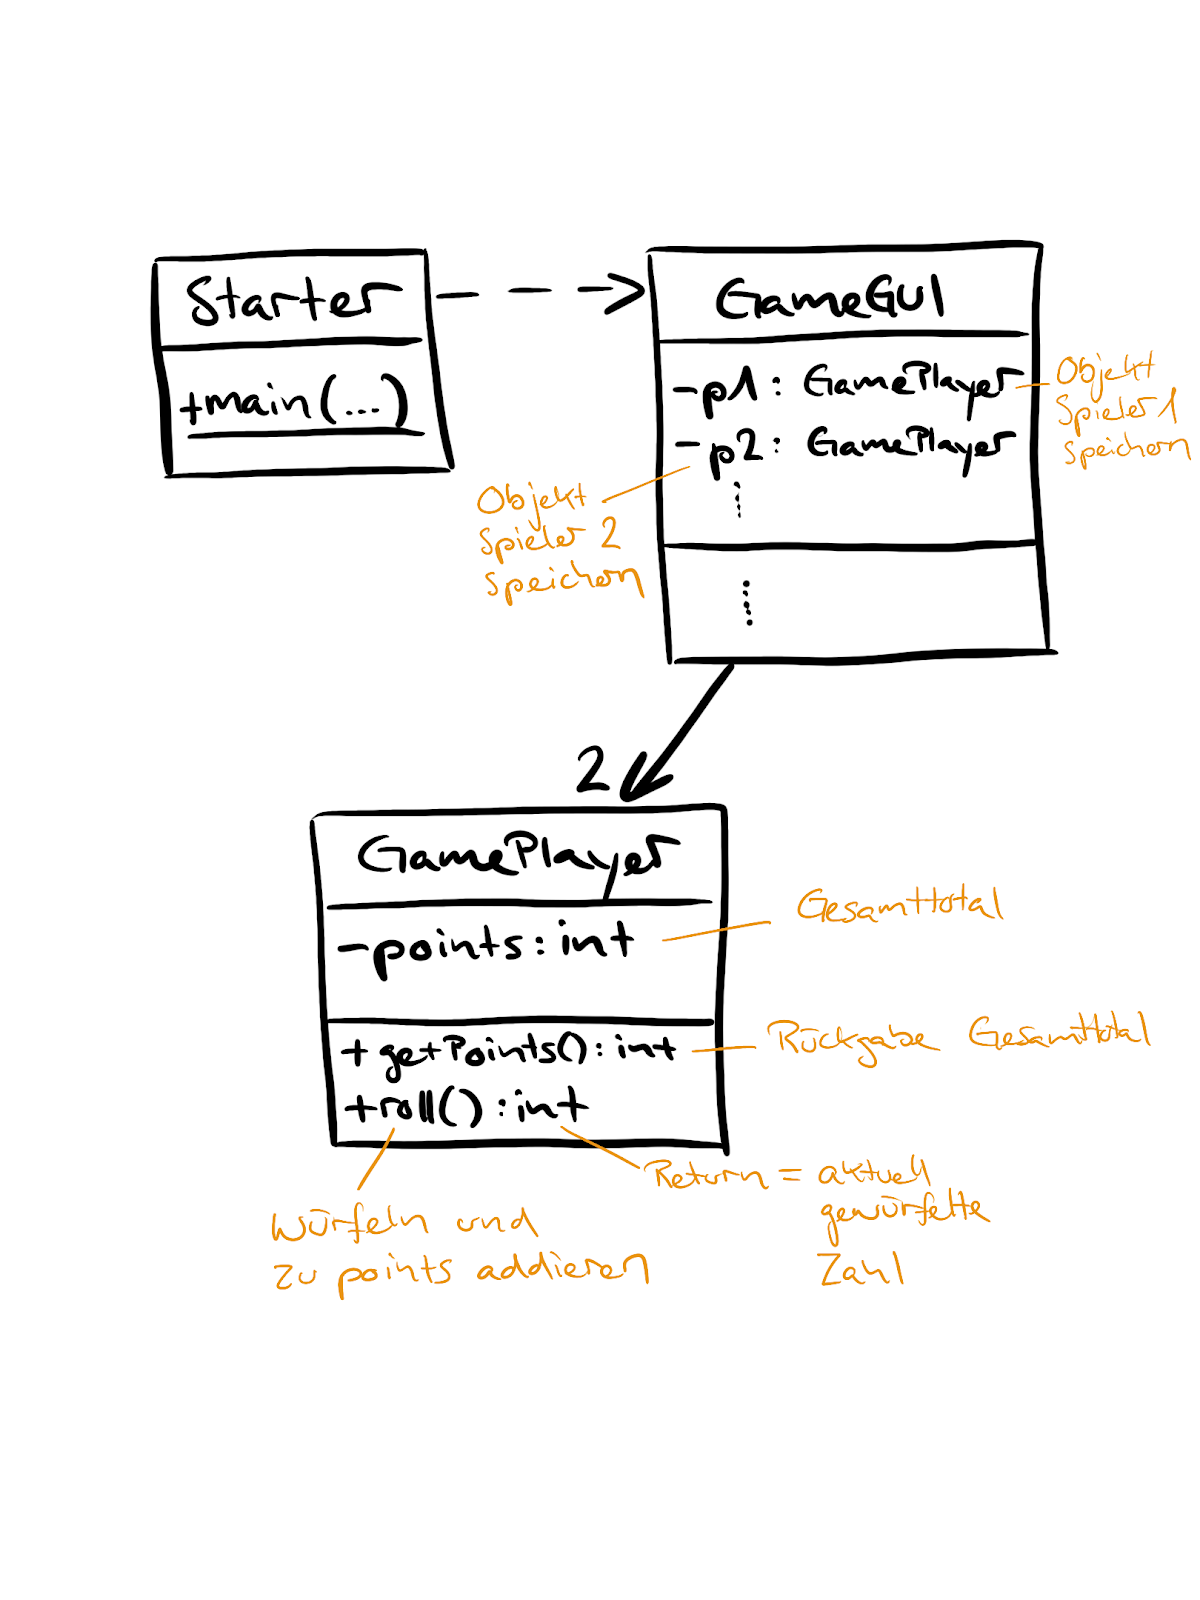 Starter
+main(...)
GameGUI
-p1: GamePlayer
-p2: GamePlayer
Objekt
Spieler 1
speichern
Objekt
Spieler 2
speichern
2
GamePlayer
-points: int
Gesamttotal
+getPoints(): int
Rückgabe Gesamttotal
+roll(): int
Würfeln und
zu points addieren
Return = aktuell
gewürfelte
Zahl